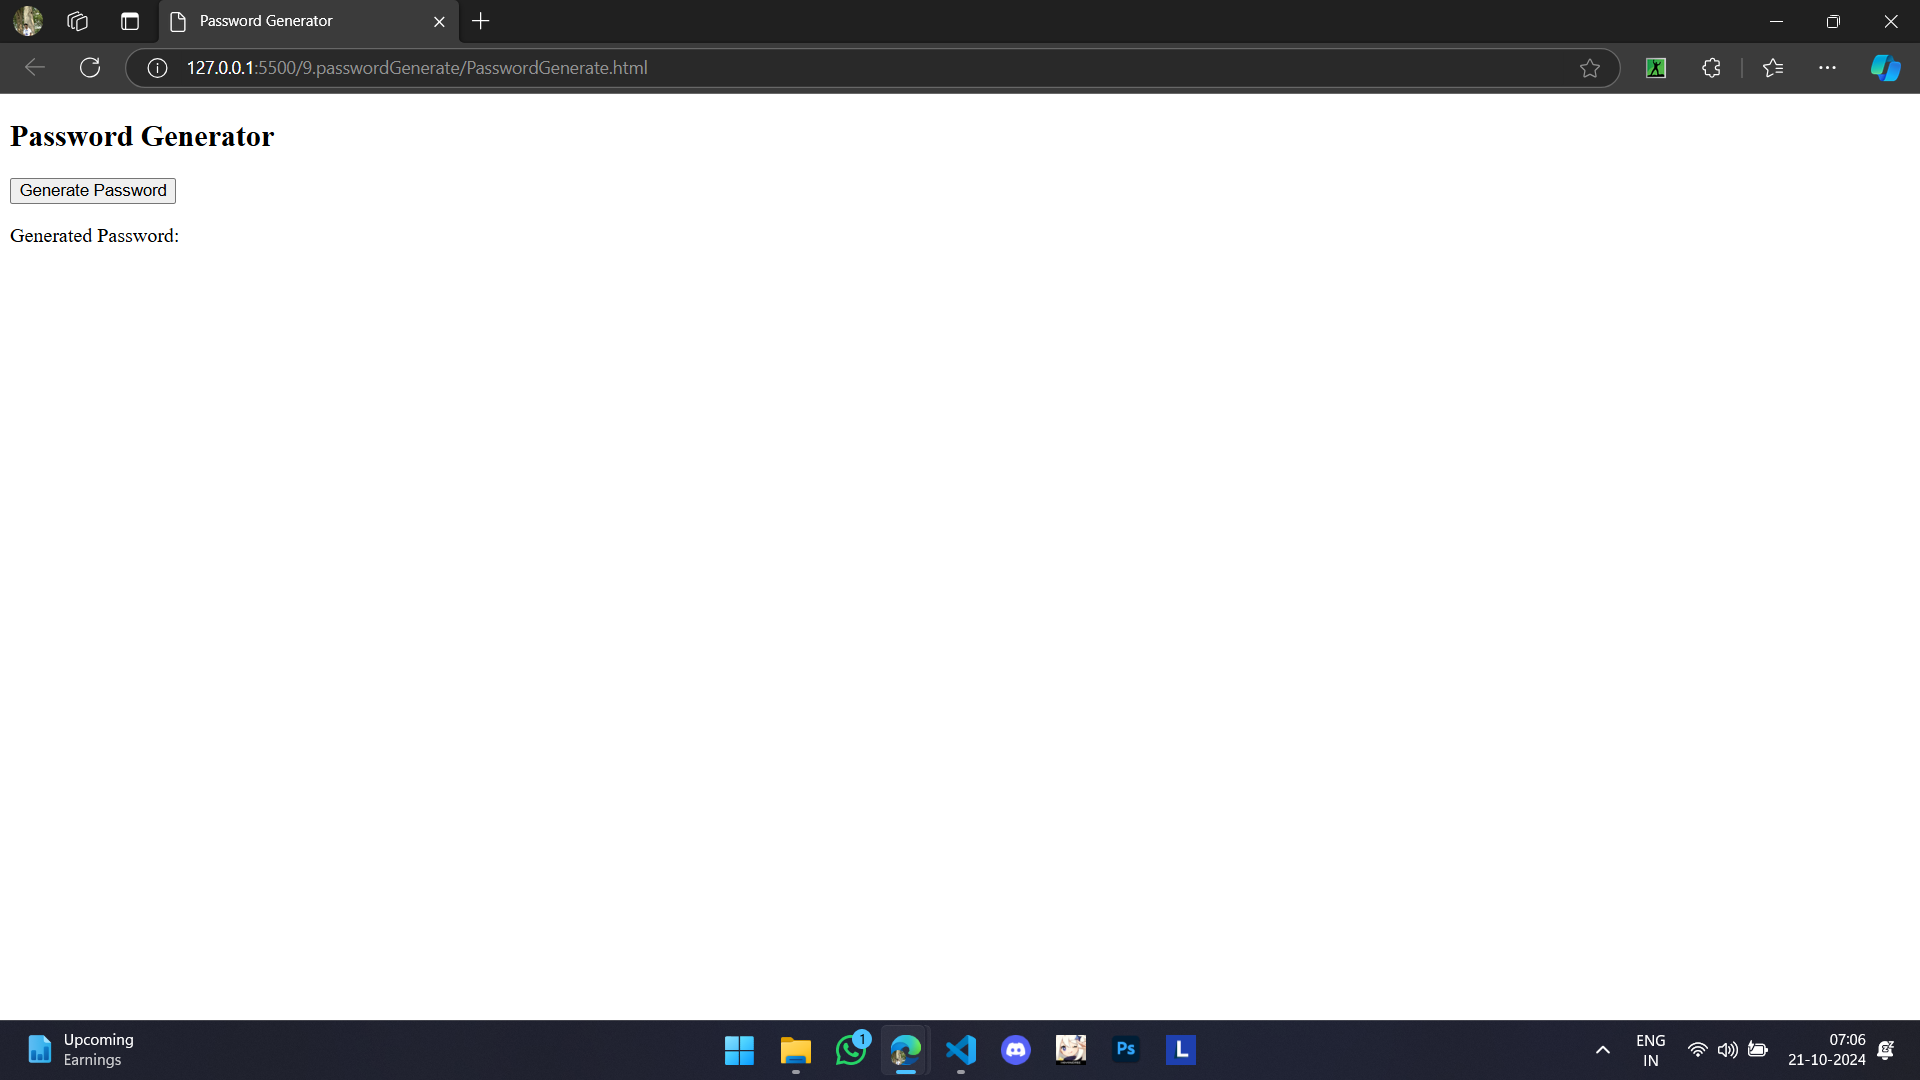 Password Generator
127.0.0.1:5500/9.passwordGenerate/PasswordGenerate.html
Password Generator
Generate Password
Generated Password:
Upcoming
Earnings
1
Ps
L
ENG
IN
07:06
21-10-2024